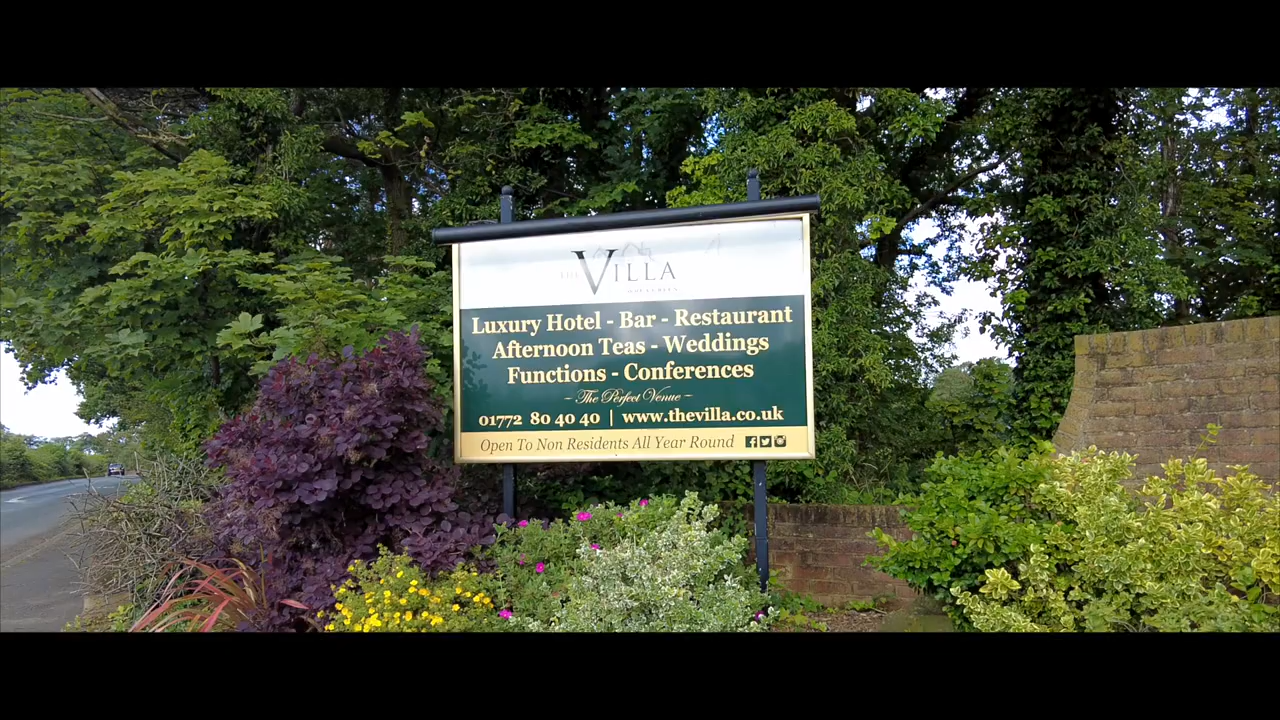 THE VILLA
Luxury Hotel - Bar - Restaurant
Afternoon Teas - Weddings
Functions - Conferences
~ The Perfect Venue ~
01772 80 40 40 | www.thevilla.co.uk
Open To Non Residents All Year Round